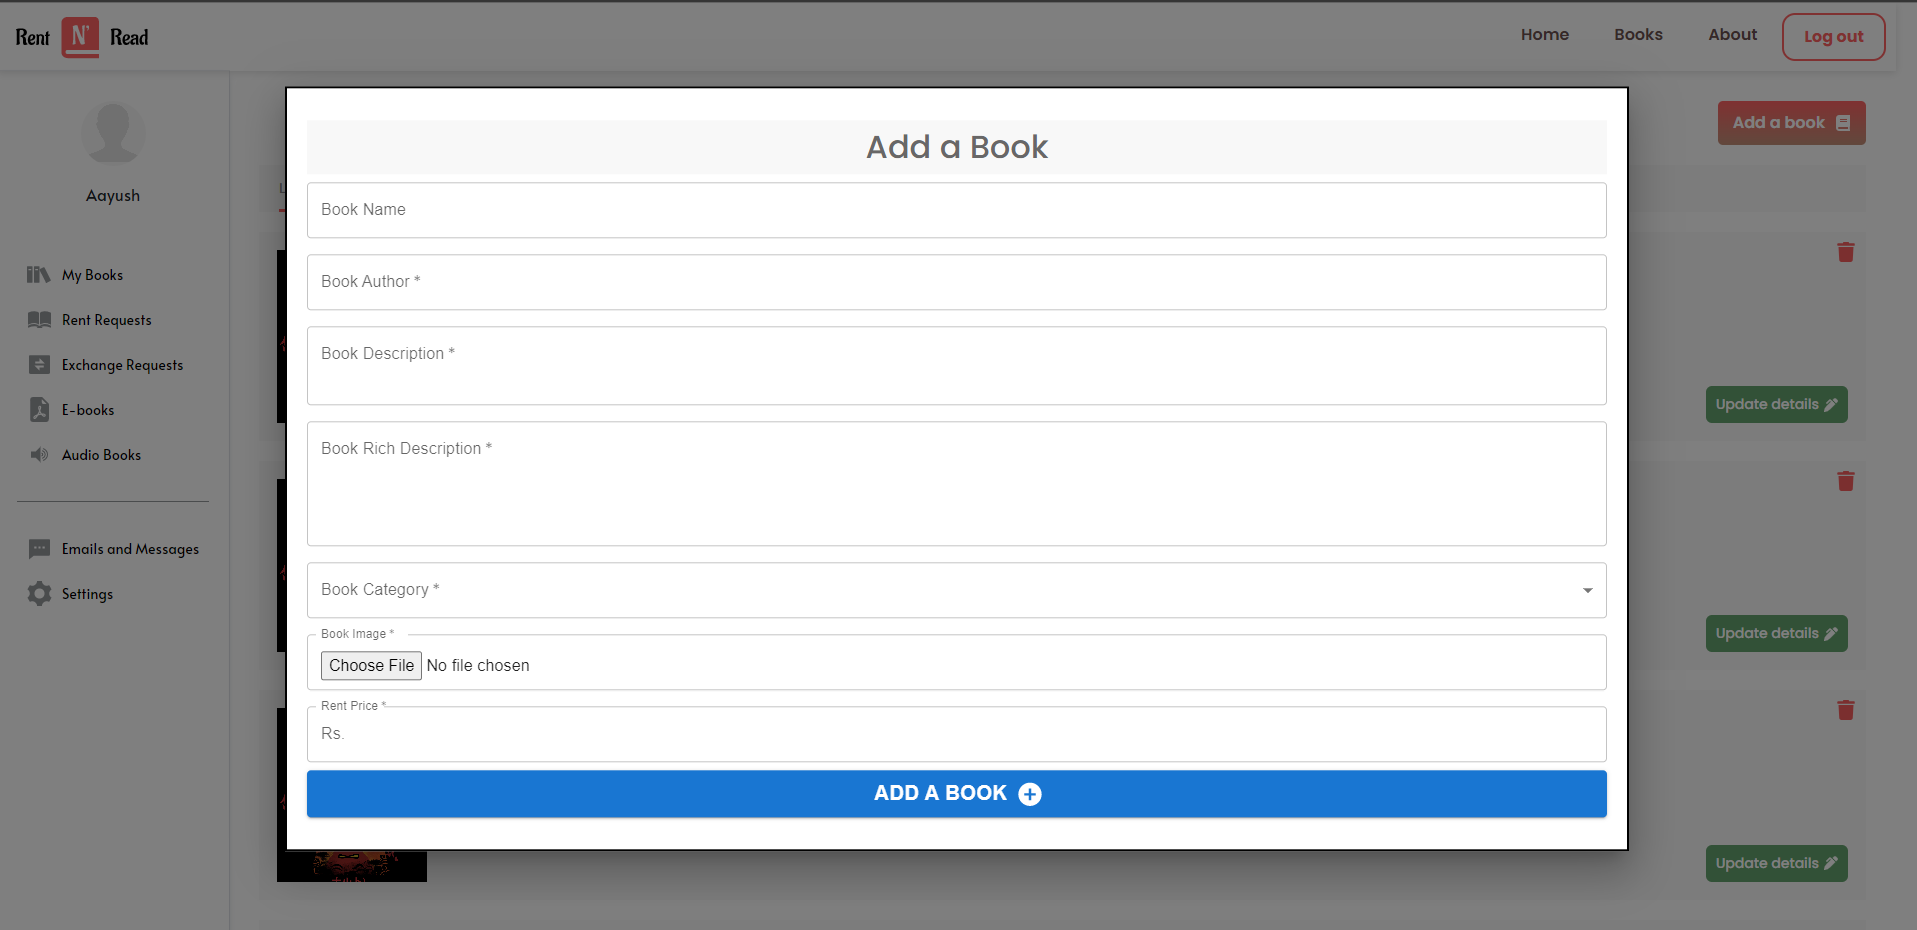 Rent N' Read
Home
Books
About
Log out
Aayush
My Books
Rent Requests
Exchange Requests
E-books
Audio Books
Emails and Messages
Settings
Add a book
Add a Book
Book Name
Book Author *
Book Description *
Book Rich Description *
Book Category *
Book Image *
Choose File No file chosen
Rent Price *
Rs.
ADD A BOOK
Update details
Update details
Update details